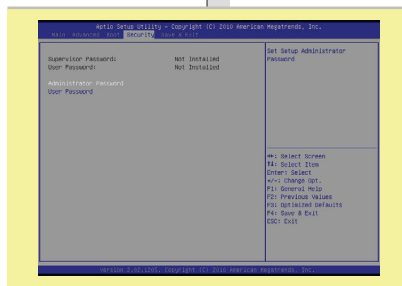 Aptio Setup Utility - Copyright (C) 2010 American Megatrends, Inc.
Main Advanced Boot Security Save & Exit
Supervisor Password: Not Installed
User Password: Not Installed
Administrator Password
User Password
Set Setup Administrator
Password
: Select Screen
↑↓: Select Item
Enter: Select
+/-: Change Opt.
F1: General Help
F2: Previous Values
F3: Optimized Defaults
F4: Save & Exit
ESC: Exit
Version 2.02.1205. Copyright (C) 2010 American Megatrends, Inc.